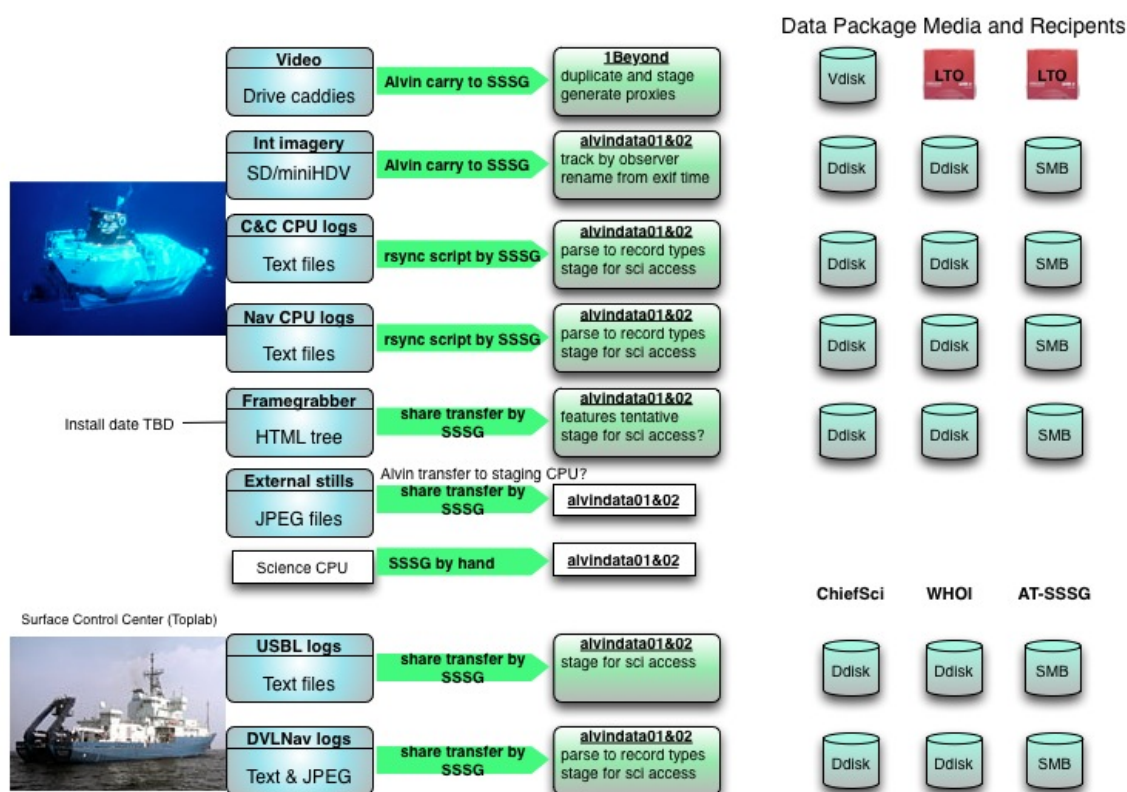 Data Package Media and Recipents
Video
Drive caddies
Alvin carry to SSSG
1Beyond
duplicate and stage
generate proxies
Vdisk
LTO
LTO
Int imagery
SD/miniHDV
Alvin carry to SSSG
alvindata01&02
track by observer
rename from exif time
Ddisk
Ddisk
SMB
C&C CPU logs
Text files
rsync script by SSSG
alvindata01&02
parse to record types
stage for sci access
Ddisk
Ddisk
SMB
Nav CPU logs
Text files
rsync script by SSSG
alvindata01&02
parse to record types
stage for sci access
Ddisk
Ddisk
SMB
Install date TBD
Framegrabber
HTML tree
share transfer by
SSSG
alvindata01&02
features tentative
stage for sci access?
Ddisk
Ddisk
SMB
External stills
JPEG files
Alvin transfer to staging CPU?
share transfer by
SSSG
alvindata01&02
Science CPU
SSSG by hand
alvindata01&02
ChiefSci
WHOI
AT-SSSG
Surface Control Center (Toplab)
USBL logs
Text files
share transfer by
SSSG
alvindata01&02
stage for sci access
Ddisk
Ddisk
SMB
DVLNav logs
Text & JPEG
share transfer by
SSSG
alvindata01&02
parse to record types
stage for sci access
Ddisk
Ddisk
SMB